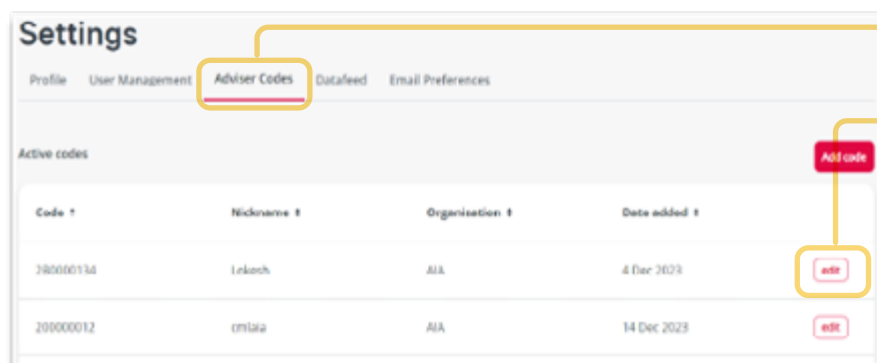 Settings
Profile User Management Adviser Codes Datafeed Email Preferences
Active codes Add code
Code ↑ Nickname ↕ Organisation ↕ Date added ↕
280000134 Lokesh AIA 4 Dec 2023 edit
200000012 cmlaia AIA 14 Dec 2023 edit